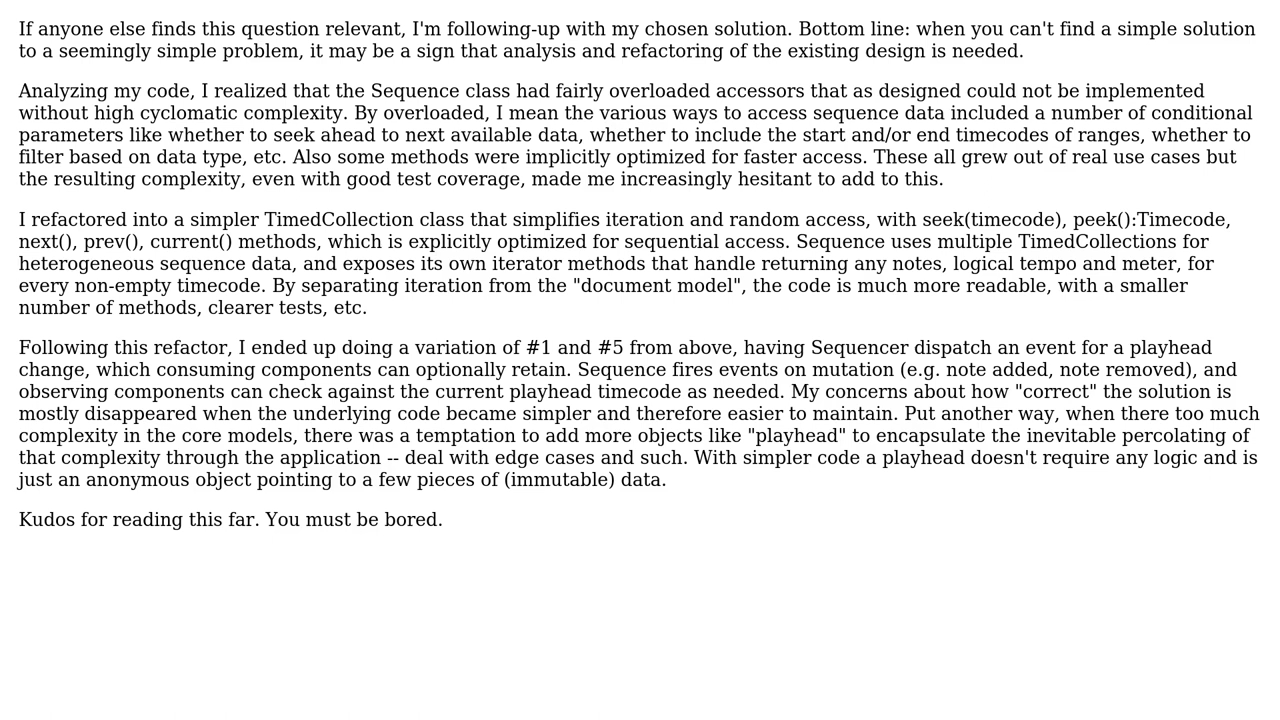 If anyone else finds this question relevant, I'm following-up with my chosen solution. Bottom line: when you can't find a simple solution
to a seemingly simple problem, it may be a sign that analysis and refactoring of the existing design is needed.
Analyzing my code, I realized that the Sequence class had fairly overloaded accessors that as designed could not be implemented
without high cyclomatic complexity. By overloaded, I mean the various ways to access sequence data included a number of conditional
parameters like whether to seek ahead to next available data, whether to include the start and/or end timecodes of ranges, whether to
filter based on data type, etc. Also some methods were implicitly optimized for faster access. These all grew out of real use cases but
the resulting complexity, even with good test coverage, made me increasingly hesitant to add to this.
I refactored into a simpler TimedCollection class that simplifies iteration and random access, with seek(timecode), peek():Timecode,
next(), prev(), current() methods, which is explicitly optimized for sequential access. Sequence uses multiple TimedCollections for
heterogeneous sequence data, and exposes its own iterator methods that handle returning any notes, logical tempo and meter, for
every non-empty timecode. By separating iteration from the "document model", the code is much more readable, with a smaller
number of methods, clearer tests, etc.
Following this refactor, I ended up doing a variation of #1 and #5 from above, having Sequencer dispatch an event for a playhead
change, which consuming components can optionally retain. Sequence fires events on mutation (e.g. note added, note removed), and
observing components can check against the current playhead timecode as needed. My concerns about how "correct" the solution is
mostly disappeared when the underlying code became simpler and therefore easier to maintain. Put another way, when there too much
complexity in the core models, there was a temptation to add more objects like "playhead" to encapsulate the inevitable percolating of
that complexity through the application -- deal with edge cases and such. With simpler code a playhead doesn't require any logic and is
just an anonymous object pointing to a few pieces of (immutable) data.
Kudos for reading this far. You must be bored.